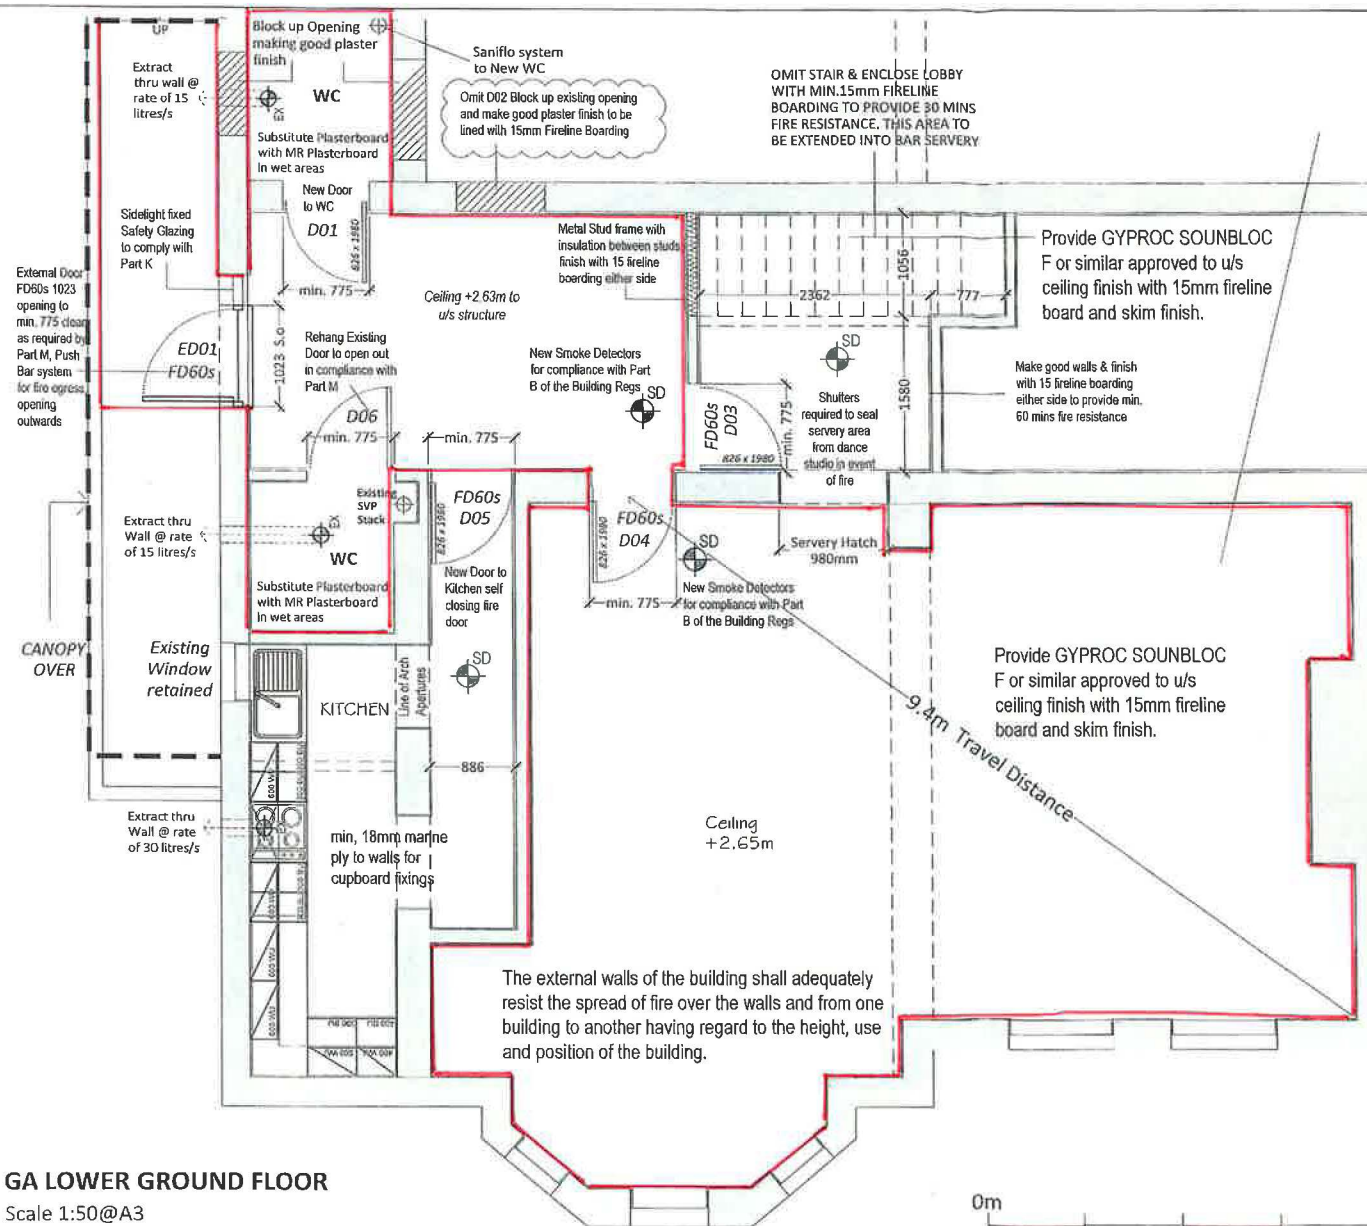 UP
Extract
thru wall @
rate of 15
litres/s
Block up Opening
making good plaster
finish
WC
EX
Substitute Plasterboard
with MR Plasterboard
In wet areas
Saniflo system
to New WC
Omit D02 Block up existing opening
and make good plaster finish to be
lined with 15mm Fireline Boarding
OMIT STAIR & ENCLOSE LOBBY
WITH MIN.15mm FIRELINE
BOARDING TO PROVIDE 30 MINS
FIRE RESISTANCE. THIS AREA TO
BE EXTENDED INTO BAR SERVERY
New Door
to WC
D01
826 x 1980
min. 775
Sidelight fixed
Safety Glazing
to comply with
Part K
External Door
FD60s 1023
opening to
min. 775 clear
as required by
Part M, Push
Bar system
for fire egress
opening
outwards
ED01
FD60s
1023 S.O
Ceiling +2.63m to
u/s structure
Metal Stud frame with
insulation between studs
finish with 15 fireline
boerding either side
2362
777
1056
1580
Provide GYPROC SOUNBLOC
F or similar approved to u/s
ceiling finish with 15mm fireline
board and skim finish.
Rehang Existing
Door to open out
in compliance with
Part M
D06
min. 775
min. 775
New Smoke Detectors
for compliance with Part
B of the Building Regs
SD
SD
FD60s
D03
826 x 1980
min. 775
Shutters
required to seal
servery area
from dance
studio in event
of fire
Make good walls & finish
with 15 fireline boarding
either side to provide min.
60 mins fire resistance
Existing
SVP
Stack
FD60s
D05
826 x 1980
FD60s
D04
826 x 1980
min. 775
SD
Servery Hatch
980mm
New Smoke Detectors
for compliance with Part
B of the Building Regs
Extract thru
Wall @ rate
of 15 litres/s
EX
WC
Substitute Plasterboard
with MR Plasterboard
In wet areas
New Door to
Kitchen self
closing fire
door
SD
CANOPY
OVER
Existing
Window
retained
KITCHEN
Line of Arch
Apertures
886
9.4m Travel Distance
Provide GYPROC SOUNBLOC
F or similar approved to u/s
ceiling finish with 15mm fireline
board and skim finish.
Extract thru
Wall @ rate
of 30 litres/s
EX
600 WU
600 WU
600 WU
600 WU
min, 18mm marine
ply to walls for
cupboard fixings
Ceiling
+2.65m
The external walls of the building shall adequately
resist the spread of fire over the walls and from one
building to another having regard to the height, use
and position of the building.
GA LOWER GROUND FLOOR
Scale 1:50@A3
0m